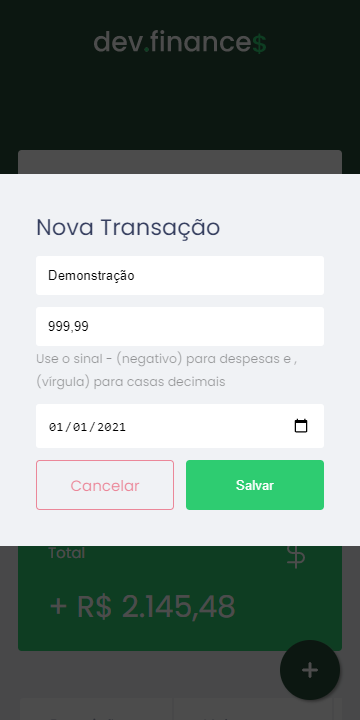 dev.finance$
Nova Transação
Demonstração
999,99
Use o sinal - (negativo) para despesas e ,
(vírgula) para casas decimais
01/01/2021
Cancelar
Salvar
Total
$
+ R$ 2.145,48
+